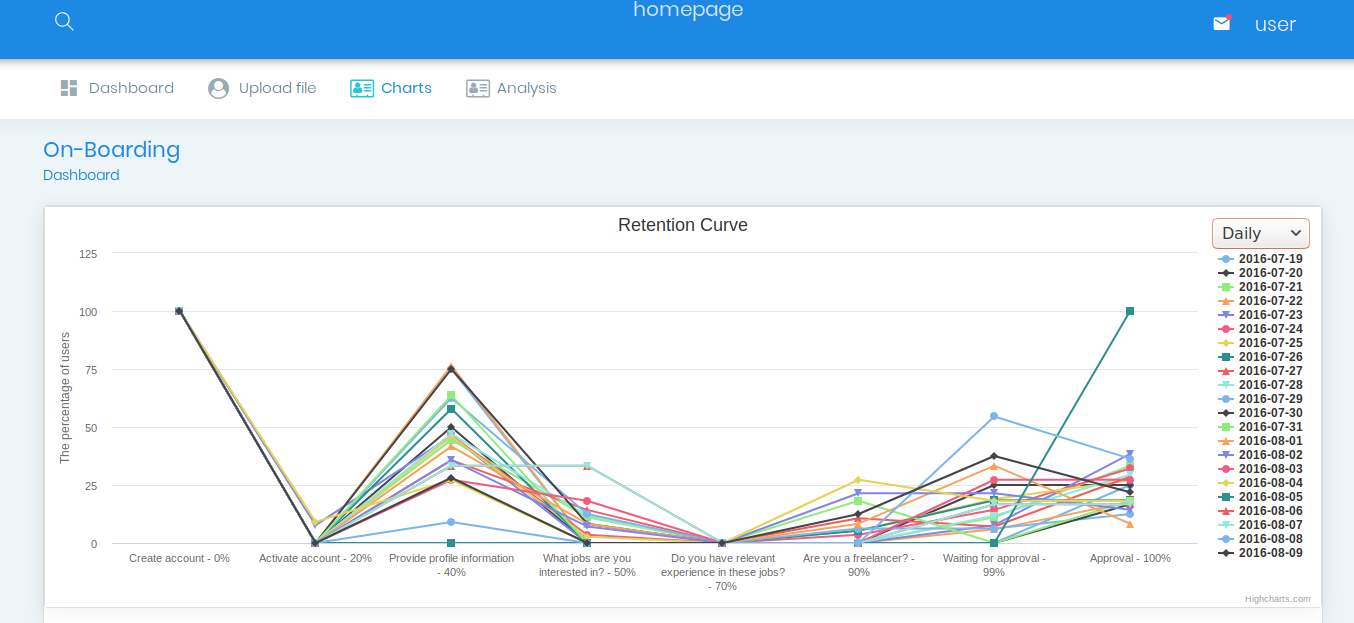 homepage
user
Dashboard Upload file Charts Analysis
On-Boarding
Dashboard
Retention Curve
Daily
The percentage of users
125
100
75
50
25
0
Create account - 0%
Activate account - 20%
Provide profile information
- 40%
What jobs are you
interested in? - 50%
Do you have relevant
experience in these jobs?
- 70%
Are you a freelancer? -
90%
Waiting for approval -
99%
Approval - 100%
2016-07-19
2016-07-20
2016-07-21
2016-07-22
2016-07-23
2016-07-24
2016-07-25
2016-07-26
2016-07-27
2016-07-28
2016-07-29
2016-07-30
2016-07-31
2016-08-01
2016-08-02
2016-08-03
2016-08-04
2016-08-05
2016-08-06
2016-08-07
2016-08-08
2016-08-09
Highcharts.com